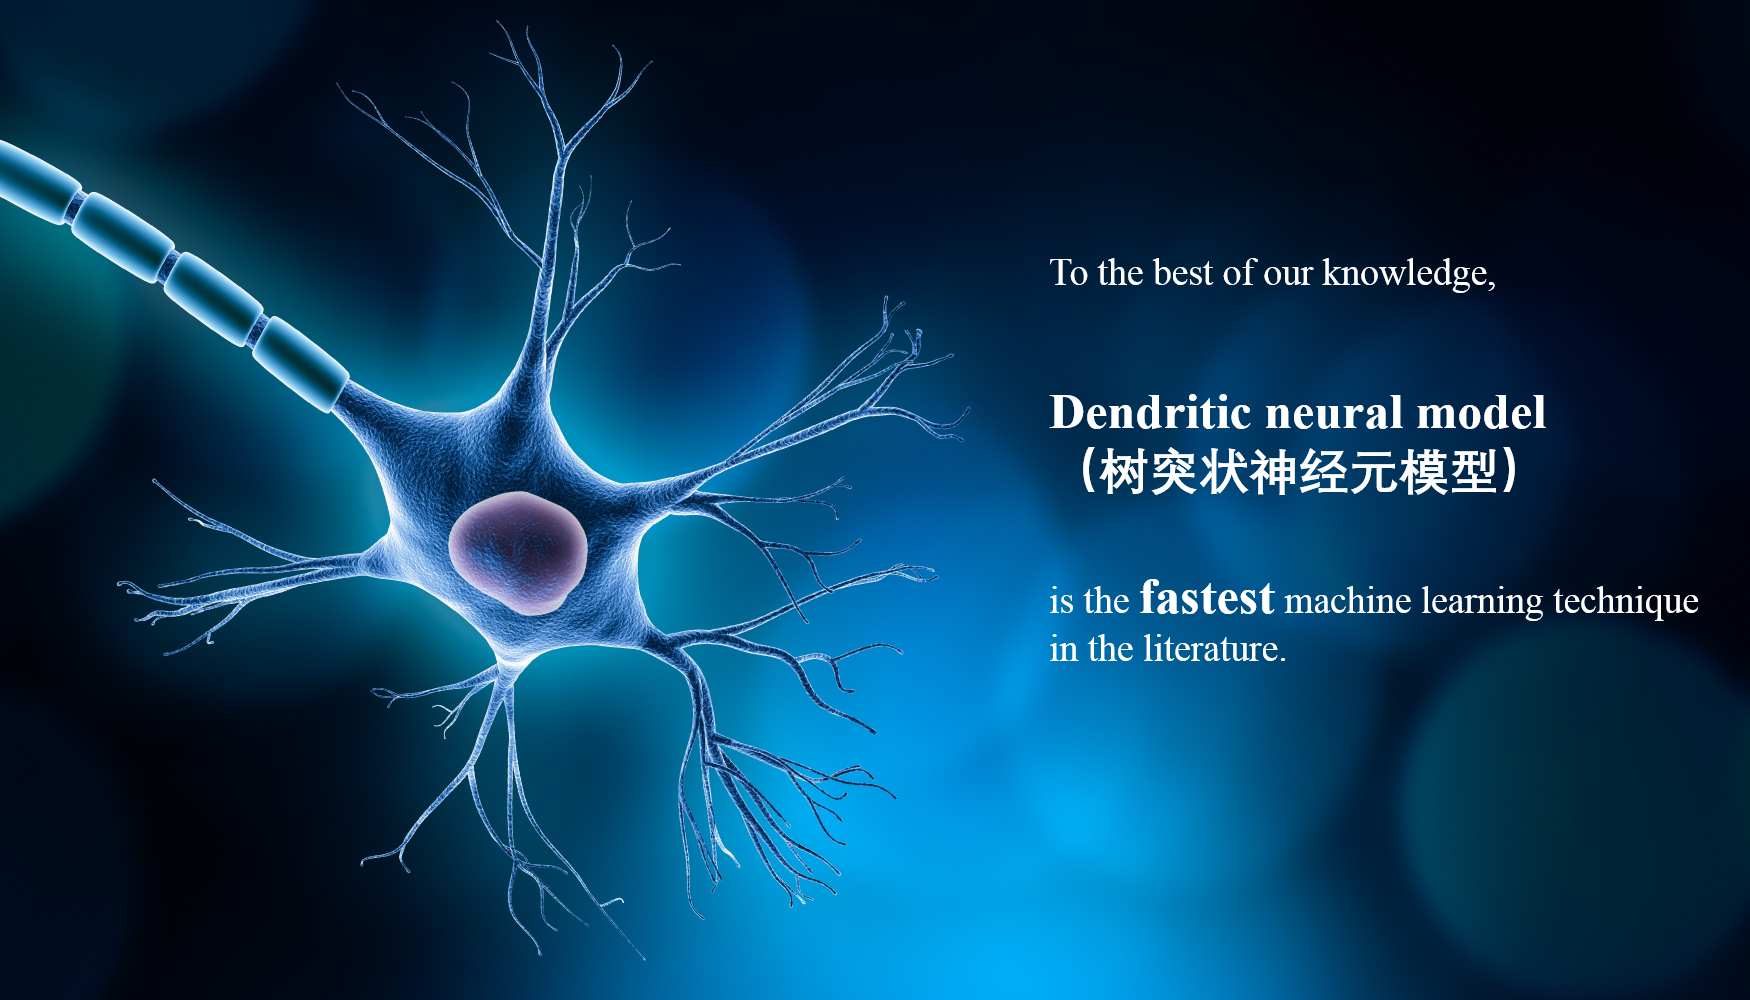 To the best of our knowledge,
Dendritic neural model
（树突状神经元模型）
is the fastest machine learning technique
in the literature.